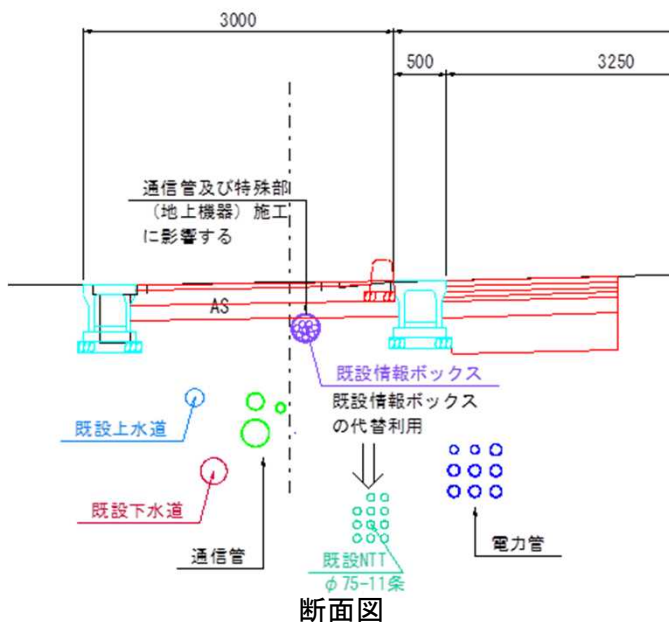 3000
500
3250
通信管及び特殊部
（地上機器）施工
に影響する
AS
既設情報ボックス
既設上水道
既設情報ボックス
の代替利用
既設下水道
通信管
電力管
既設NTT
φ75-11条
断面図